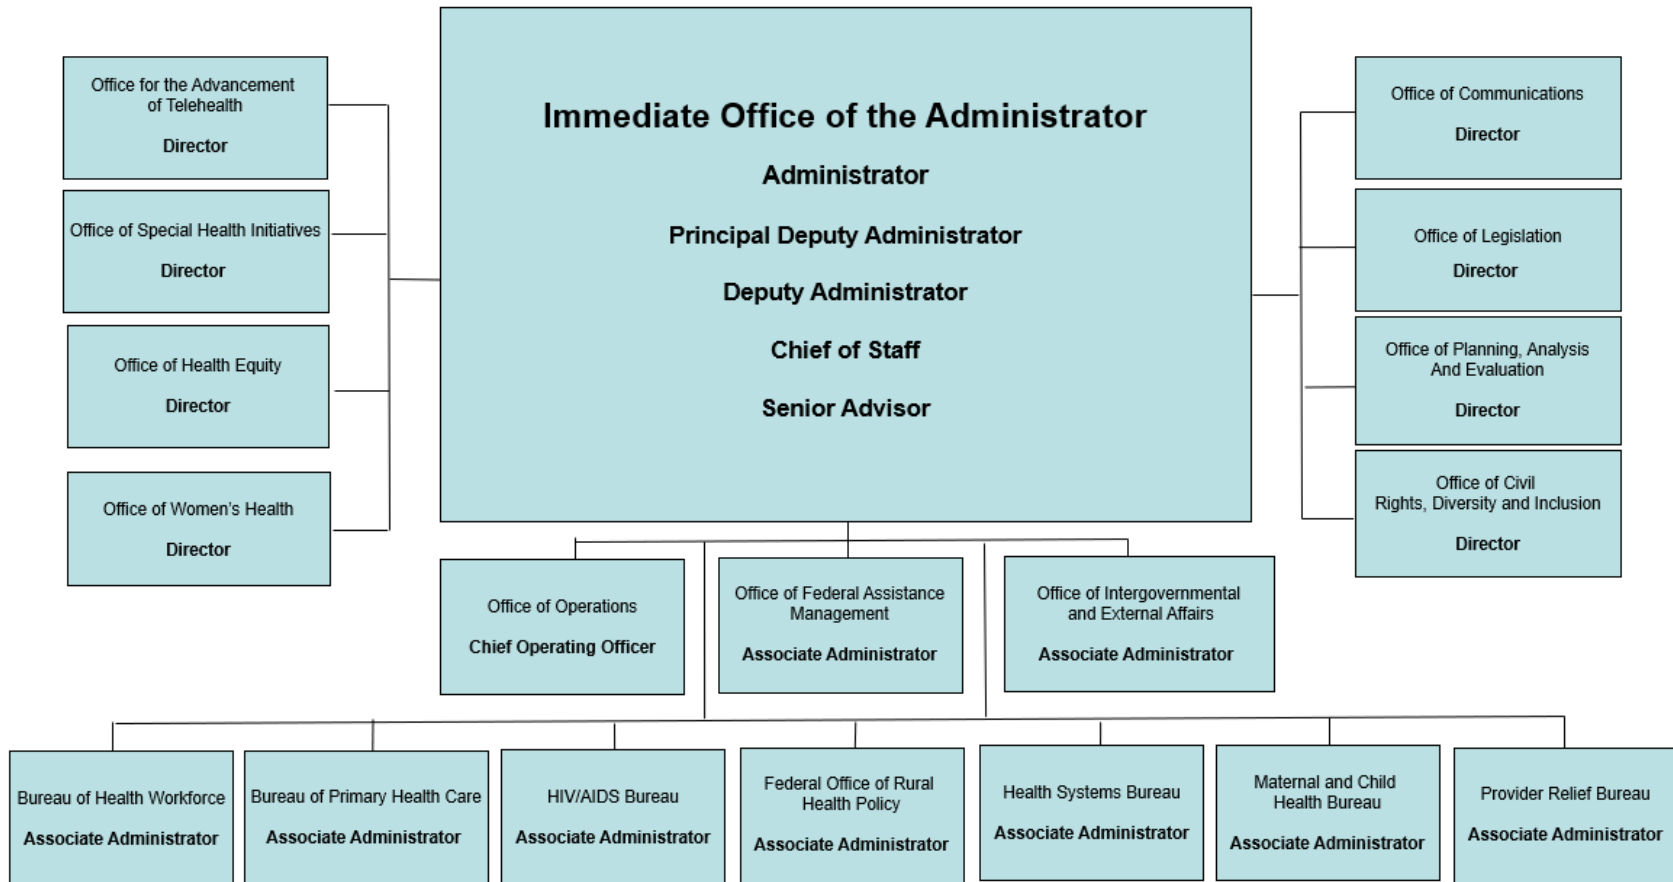 Immediate Office of the Administrator
Administrator
Principal Deputy Administrator
Deputy Administrator
Chief of Staff
Senior Advisor
Office for the Advancement
of Telehealth
Director
Office of Special Health Initiatives
Director
Office of Health Equity
Director
Office of Women’s Health
Director
Office of Communications
Director
Office of Legislation
Director
Office of Planning, Analysis
And Evaluation
Director
Office of Civil
Rights, Diversity and Inclusion
Director
Office of Operations
Chief Operating Officer
Office of Federal Assistance
Management
Associate Administrator
Office of Intergovernmental
and External Affairs
Associate Administrator
Bureau of Health Workforce
Associate Administrator
Bureau of Primary Health Care
Associate Administrator
HIV/AIDS Bureau
Associate Administrator
Federal Office of Rural
Health Policy
Associate Administrator
Health Systems Bureau
Associate Administrator
Maternal and Child
Health Bureau
Associate Administrator
Provider Relief Bureau
Associate Administrator